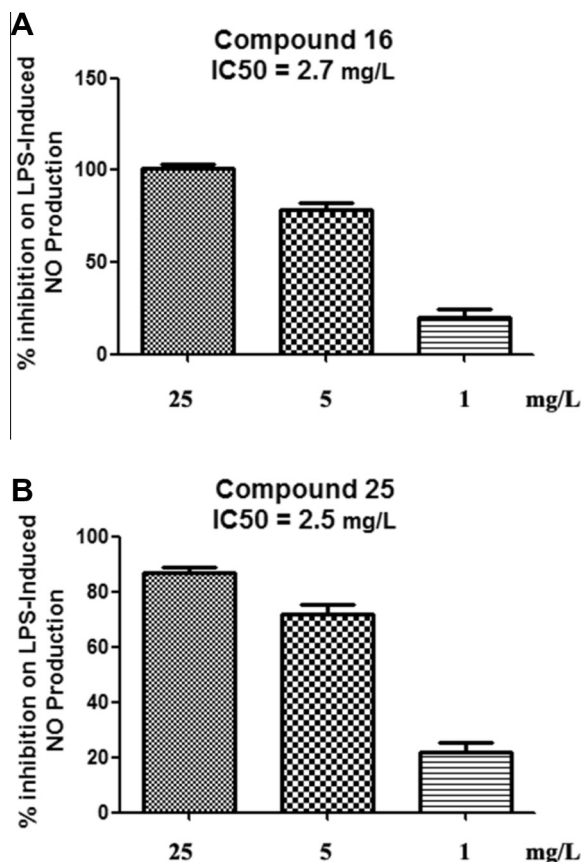 A
Compound 16
IC50 = 2.7 mg/L
% inhibition on LPS-Induced
NO Production
150
100
50
0
25 5 1 mg/L
B
Compound 25
IC50 = 2.5 mg/L
% inhibition on LPS-Induced
NO Production
100
80
60
40
20
0
25 5 1 mg/L